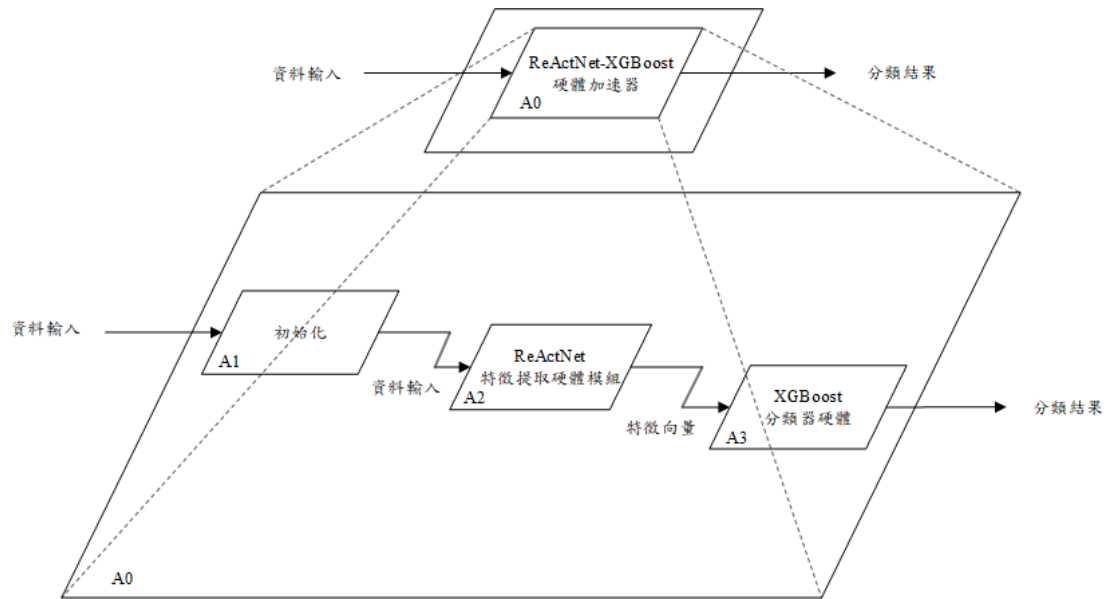 資料輸入
ReActNet-XGBoost
硬體加速器
A0
分類結果
資料輸入
初始化
A1
資料輸入
ReActNet
特徵提取硬體模組
A2
特徵向量
XGBoost
分類器硬體
A3
分類結果
A0